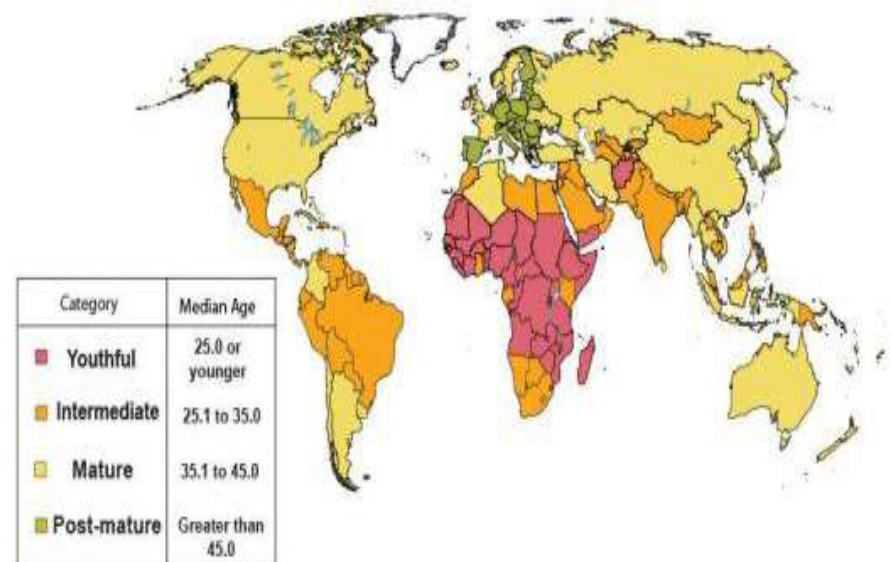 Category Median Age
Youthful 25.0 or
younger
Intermediate 25.1 to 35.0
Mature 35.1 to 45.0
Post-mature Greater than
45.0